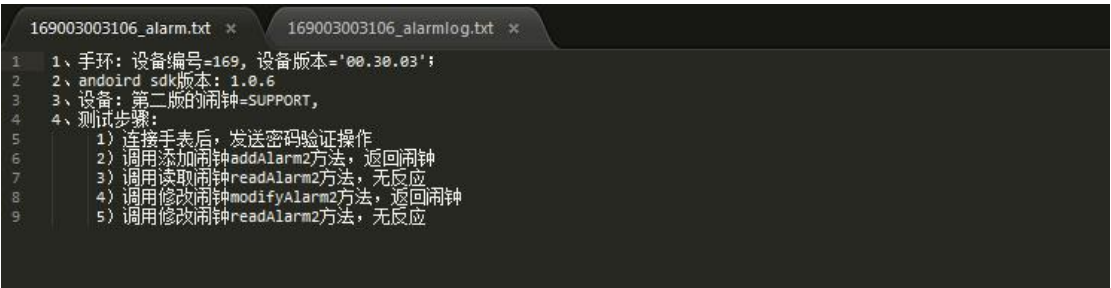 169003003106_alarm.txt × 169003003106_alarmlog.txt ×
1 1、手环: 设备编号=169, 设备版本='00.30.03';
2 2、andoird sdk版本: 1.0.6
3 3、设备: 第二版的闹钟=SUPPORT,
4 4、测试步骤:
5 1) 连接手表后，发送密码验证操作
6 2) 调用添加闹钟addAlarm2方法，返回闹钟
7 3) 调用读取闹钟readAlarm2方法，无反应
8 4) 调用修改闹钟modifyAlarm2方法，返回闹钟
9 5) 调用修改闹钟readAlarm2方法，无反应